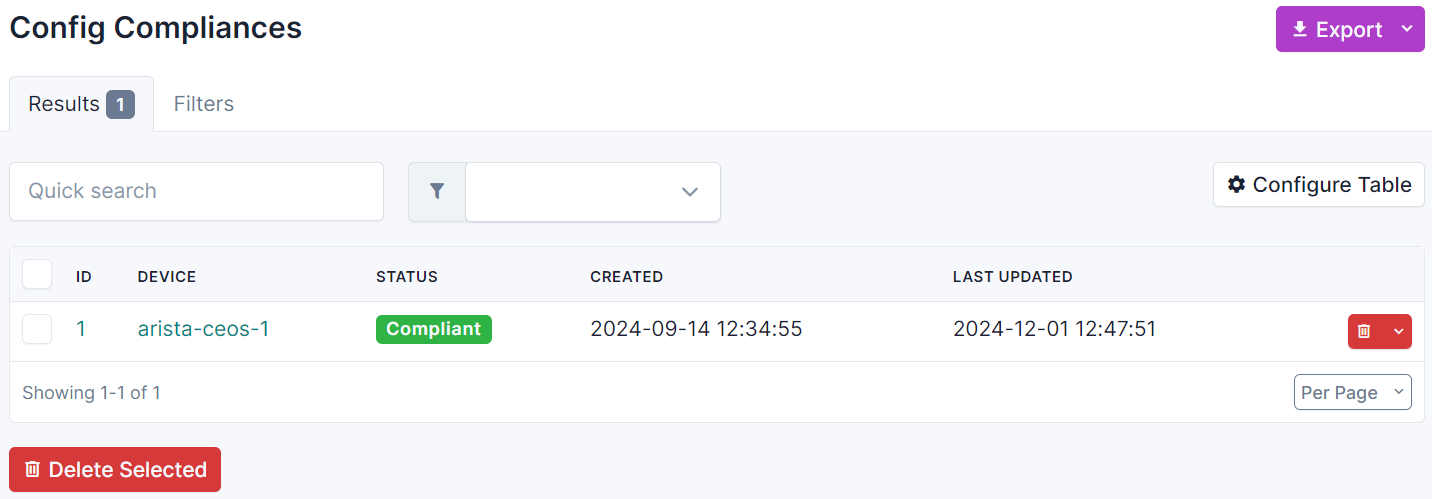 Config Compliances
Export
Results 1
Filters
Quick search
Configure Table
ID DEVICE STATUS CREATED LAST UPDATED
1 arista-ceos-1 Compliant 2024-09-14 12:34:55 2024-12-01 12:47:51
Showing 1-1 of 1
Per Page
Delete Selected